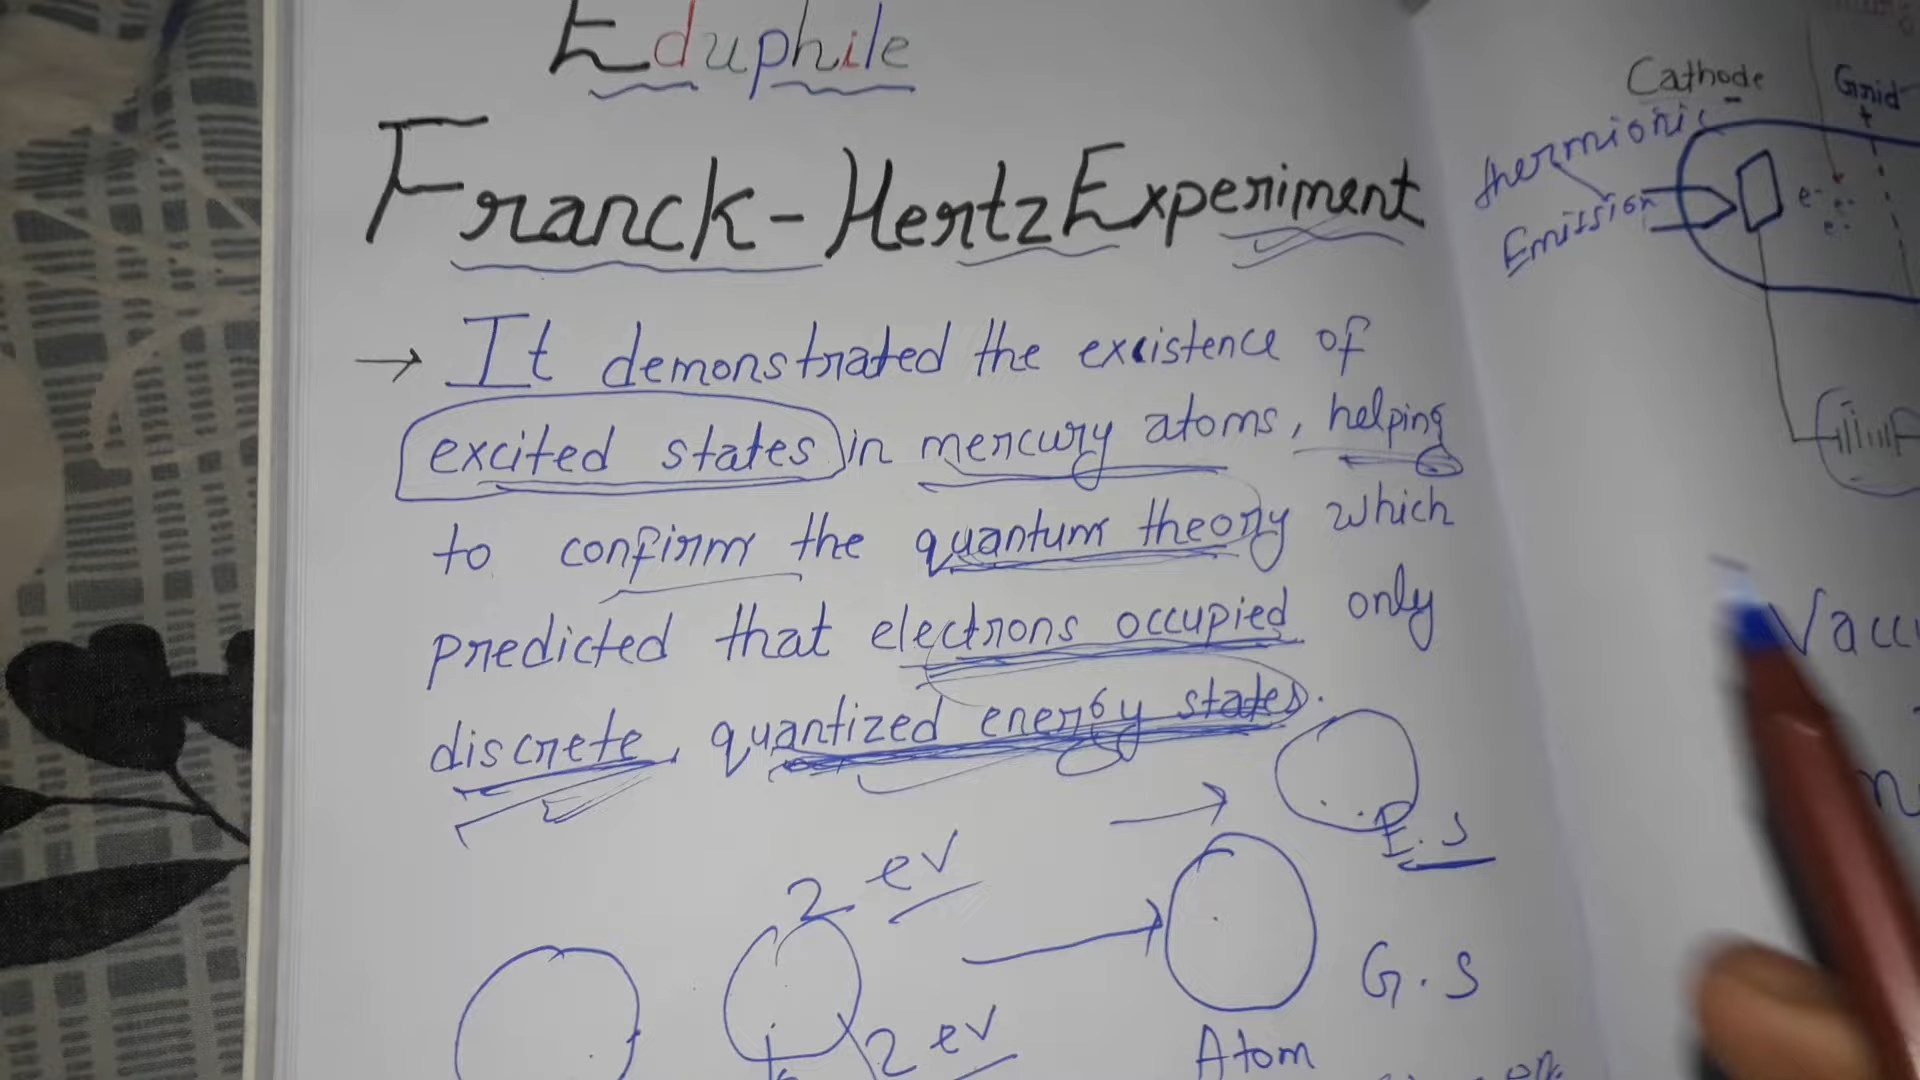 Eduphile
Franck-Hertz Experiment
→ It demonstrated the existence of
excited states in mercury atoms, helping
to confirm the quantum theory which
predicted that electrons occupied only
discrete, quantized energy states.
E.S
2 ev
G.S
2 ev
Atom
Cathode
Grid
+
thermionic
Emission
e-
e-